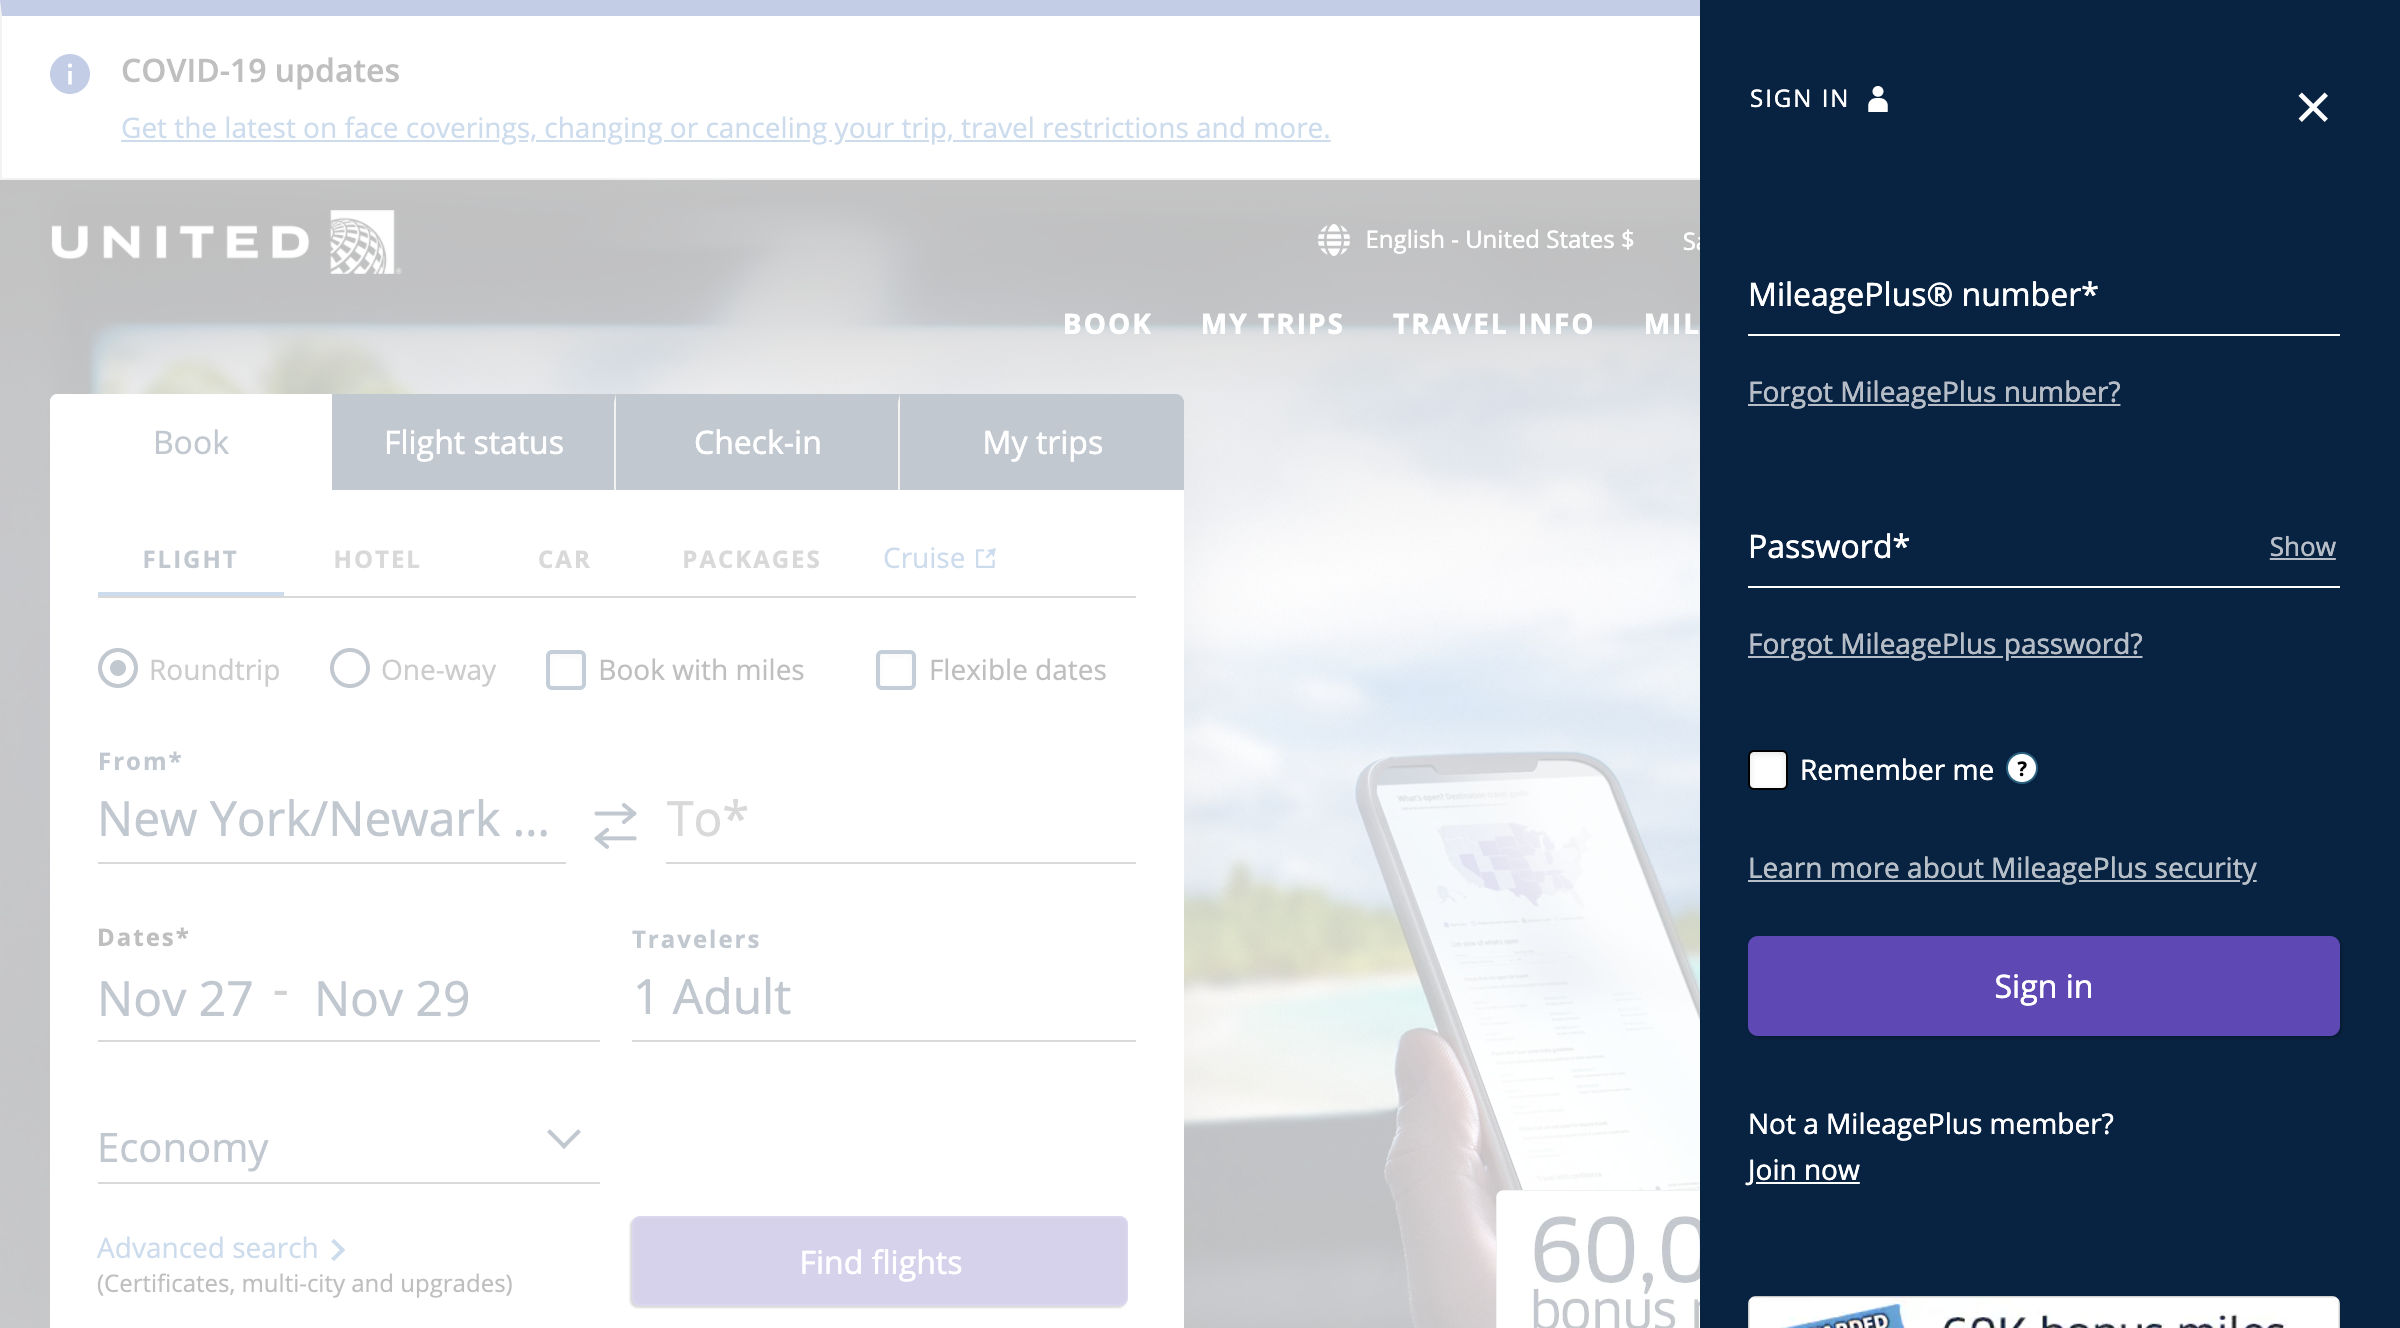 COVID-19 updates
Get the latest on face coverings, changing or canceling your trip, travel restrictions and more.
UNITED
English - United States $
BOOK MY TRIPS TRAVEL INFO
Book Flight status Check-in My trips
FLIGHT HOTEL CAR PACKAGES Cruise
Roundtrip One-way Book with miles Flexible dates
From*
New York/Newark ... To*
Dates* Travelers
Nov 27 - Nov 29 1 Adult
Economy
Advanced search
(Certificates, multi-city and upgrades)
Find flights
60,0
bonus
SIGN IN
MileagePlus® number*
Forgot MileagePlus number?
Password* Show
Forgot MileagePlus password?
Remember me ?
Learn more about MileagePlus security
Sign in
Not a MileagePlus member?
Join now
60K bonus miles